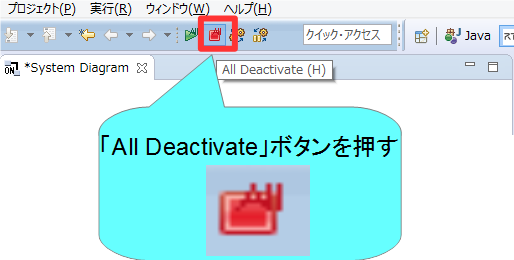 プロジェクト(P) 実行(R) ウィンドウ(W) ヘルプ(H)
クイック・アクセス
Java
ON
*System Diagram
All Deactivate (H)
「All Deactivate」ボタンを押す